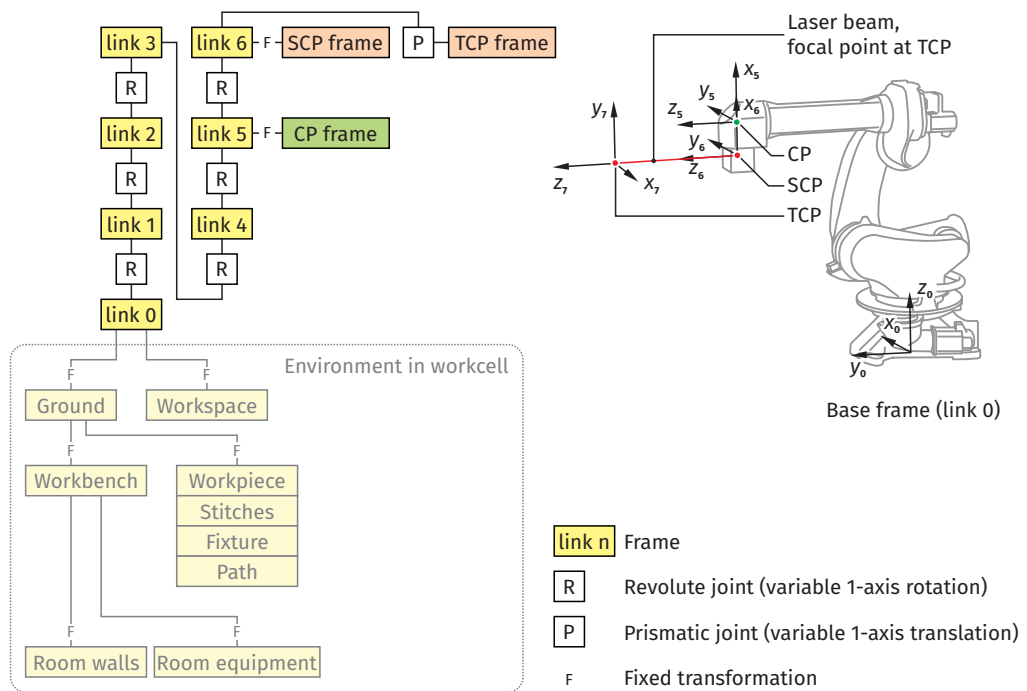 link 3
link 6
F
SCP frame
P
TCP frame
R
R
link 2
link 5
F
CP frame
R
R
link 1
link 4
R
R
link 0
Environment in workcell
F
F
Ground
Workspace
F
F
Workbench
Workpiece
Stitches
Fixture
Path
F
F
Room walls
Room equipment
Laser beam,
focal point at TCP
x5
y5
x6
z5
y7
y6
z6
z7
x7
CP
SCP
TCP
z0
x0
y0
Base frame (link 0)
link n Frame
R Revolute joint (variable 1-axis rotation)
P Prismatic joint (variable 1-axis translation)
F Fixed transformation